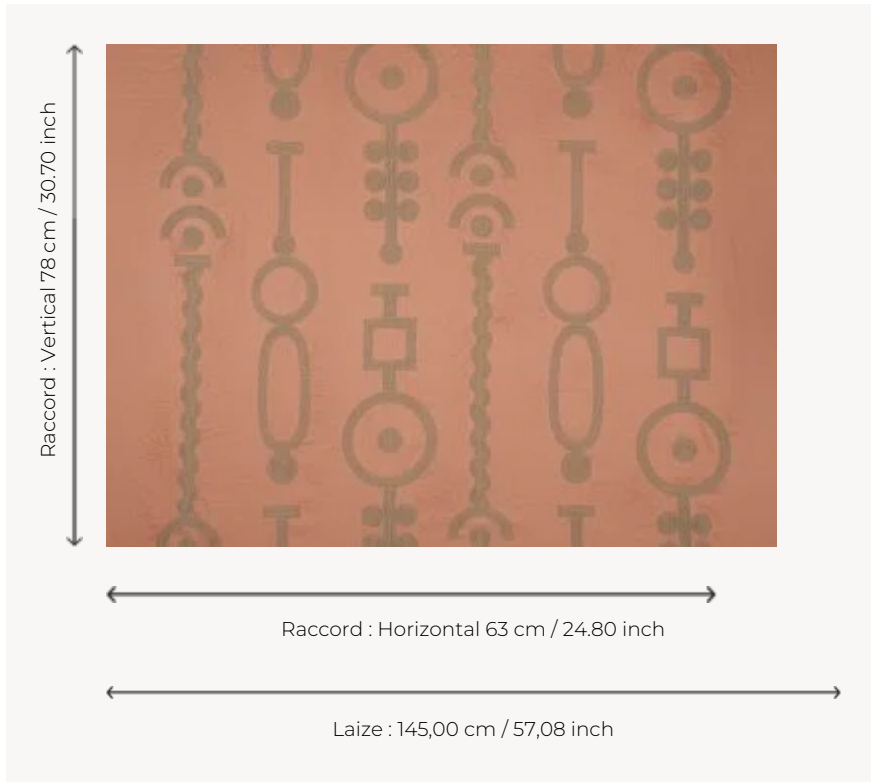 Raccord : Vertical 78 cm / 30.70 inch
Raccord : Horizontal 63 cm / 24.80 inch
Laize : 145,00 cm / 57,08 inch